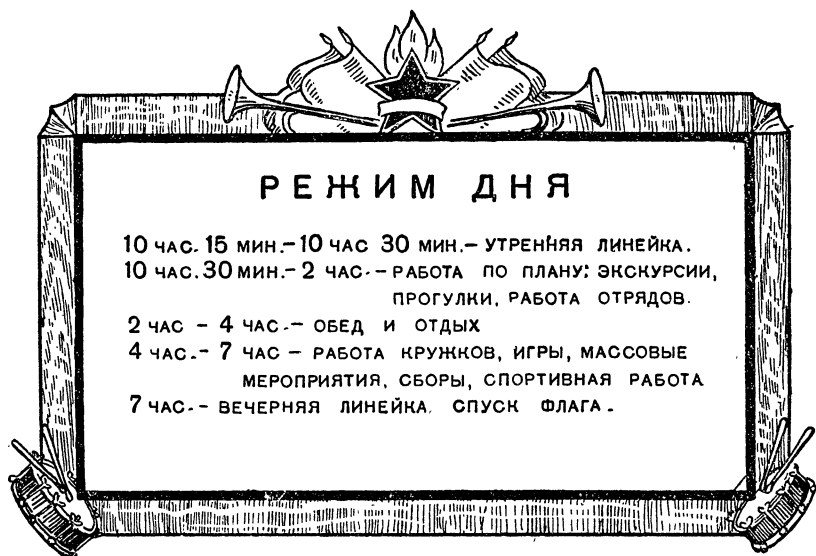 РЕЖИМ ДНЯ
10 ЧАС. 15 МИН.-10 ЧАС 30 МИН.- УТРЕННЯЯ ЛИНЕЙКА.
10 ЧАС. 30 МИН.- 2 ЧАС.- РАБОТА ПО ПЛАНУ: ЭКСКУРСИИ,
ПРОГУЛКИ, РАБОТА ОТРЯДОВ.
2 ЧАС - 4 ЧАС.- ОБЕД И ОТДЫХ
4 ЧАС.- 7 ЧАС - РАБОТА КРУЖКОВ, ИГРЫ, МАССОВЫЕ
МЕРОПРИЯТИЯ, СБОРЫ, СПОРТИВНАЯ РАБОТА
7 ЧАС.- ВЕЧЕРНЯЯ ЛИНЕЙКА. СПУСК ФЛАГА.